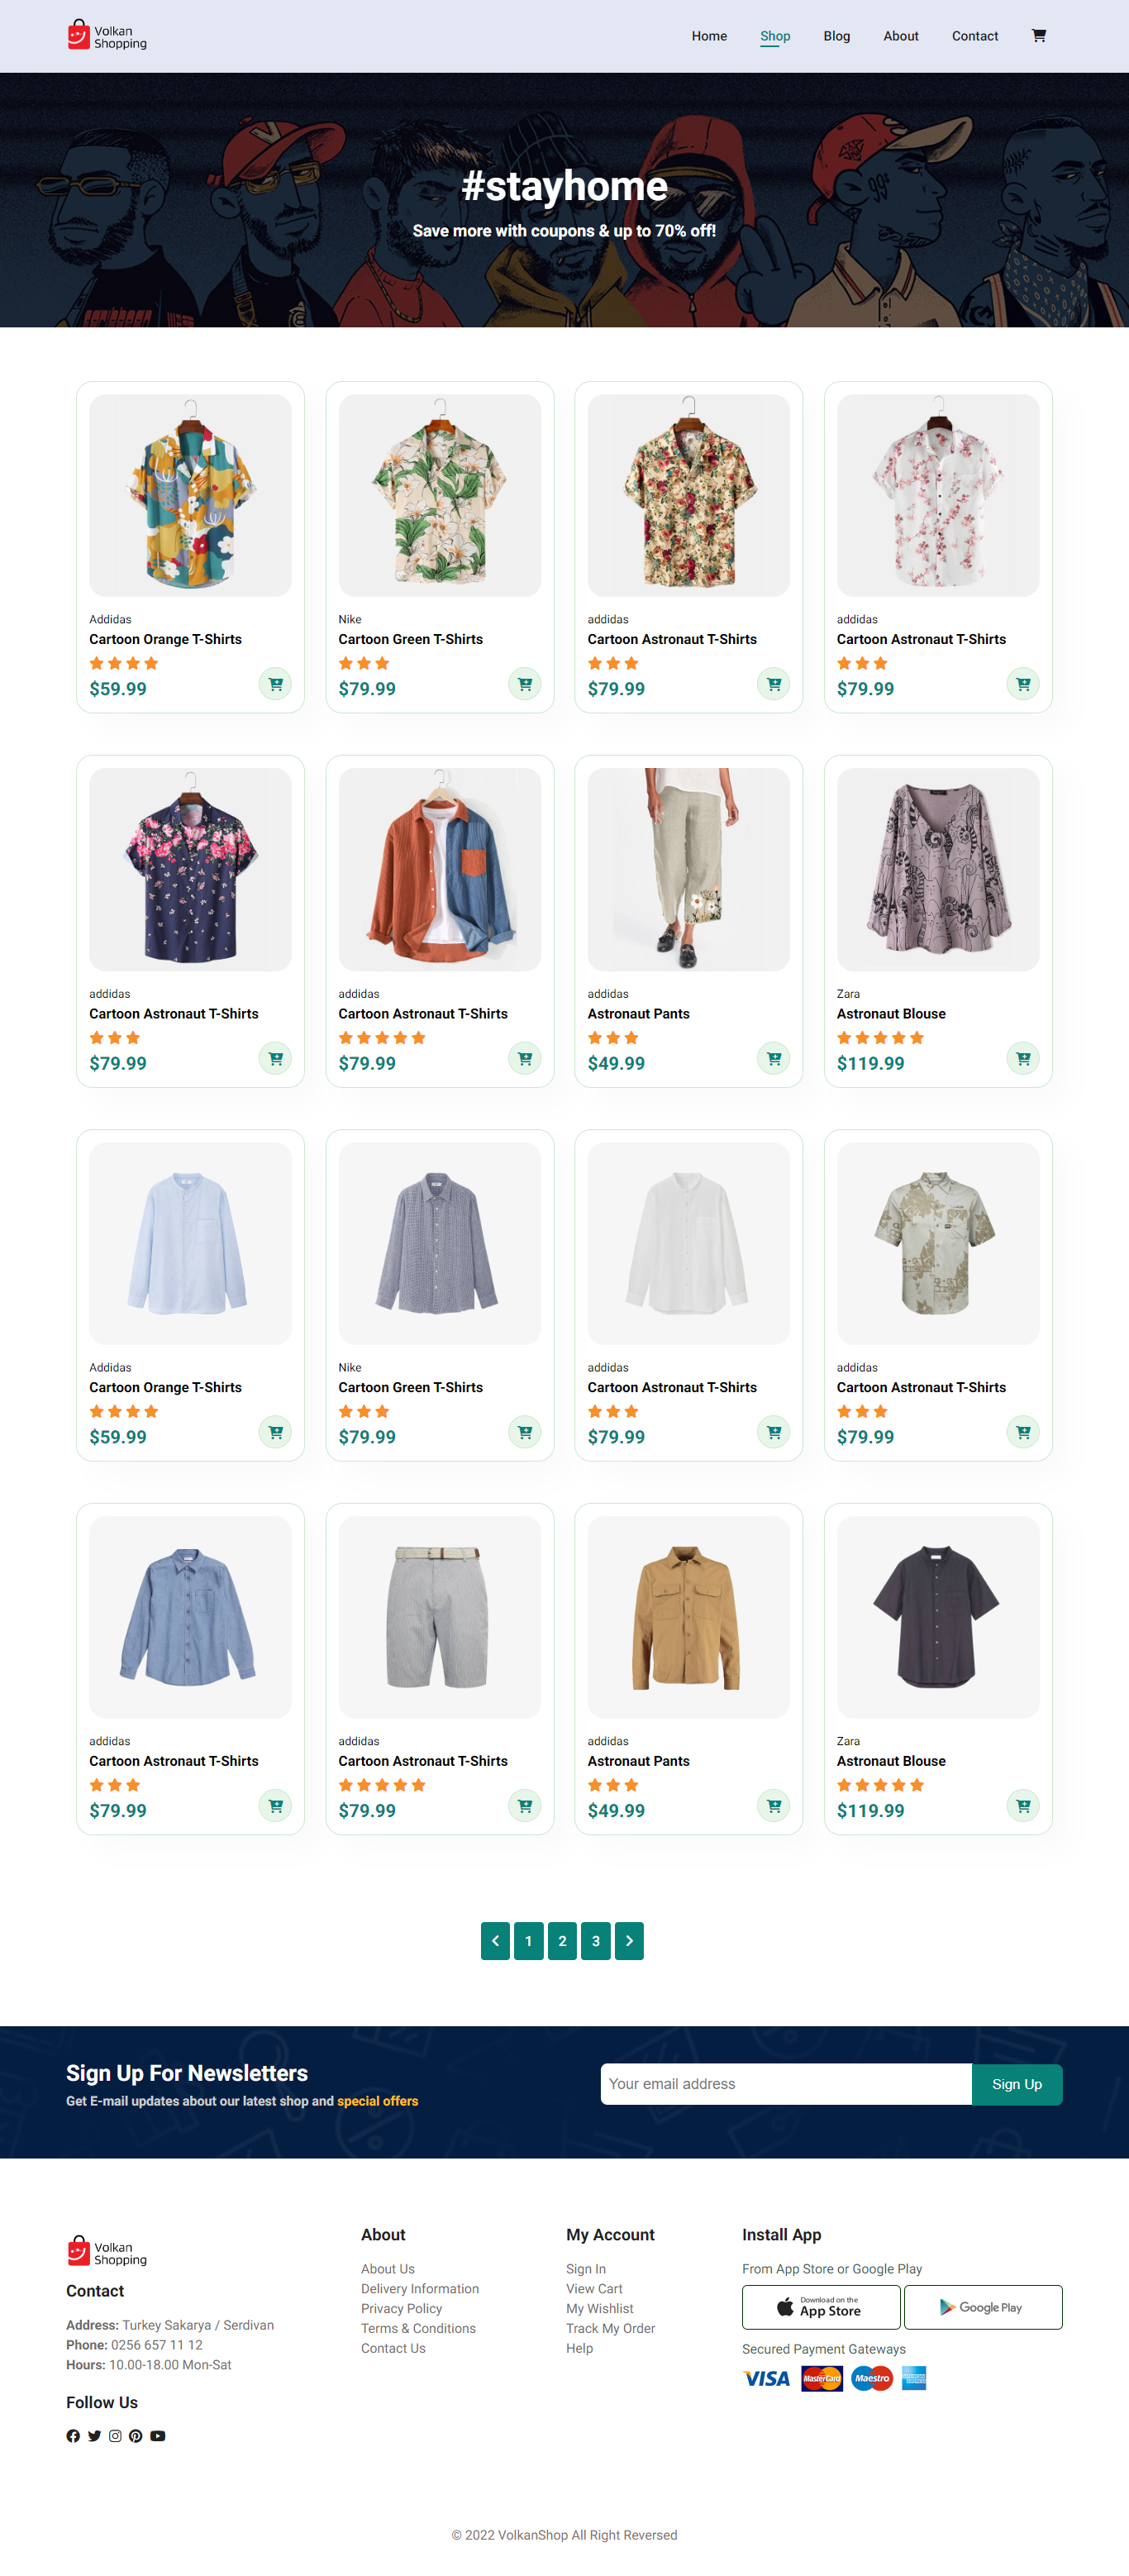 Volkan
Shopping
Home
Shop
Blog
About
Contact
#stayhome
Save more with coupons & up to 70% off!
Addidas
Cartoon Orange T-Shirts
$59.99
Nike
Cartoon Green T-Shirts
$79.99
addidas
Cartoon Astronaut T-Shirts
$79.99
addidas
Cartoon Astronaut T-Shirts
$79.99
addidas
Cartoon Astronaut T-Shirts
$79.99
addidas
Cartoon Astronaut T-Shirts
$79.99
addidas
Astronaut Pants
$49.99
Zara
Astronaut Blouse
$119.99
Addidas
Cartoon Orange T-Shirts
$59.99
Nike
Cartoon Green T-Shirts
$79.99
addidas
Cartoon Astronaut T-Shirts
$79.99
addidas
Cartoon Astronaut T-Shirts
$79.99
addidas
Cartoon Astronaut T-Shirts
$79.99
addidas
Cartoon Astronaut T-Shirts
$79.99
addidas
Astronaut Pants
$49.99
Zara
Astronaut Blouse
$119.99
1
2
3
Sign Up For Newsletters
Get E-mail updates about our latest shop and special offers
Your email address
Sign Up
Volkan
Shopping
Contact
Address: Turkey Sakarya / Serdivan
Phone: 0256 657 11 12
Hours: 10.00-18.00 Mon-Sat
Follow Us
About
About Us
Delivery Information
Privacy Policy
Terms & Conditions
Contact Us
My Account
Sign In
View Cart
My Wishlist
Track My Order
Help
Install App
From App Store or Google Play
Download on the
App Store
Google Play
Secured Payment Gateways
VISA
MasterCard
Maestro
© 2022 VolkanShop All Right Reversed